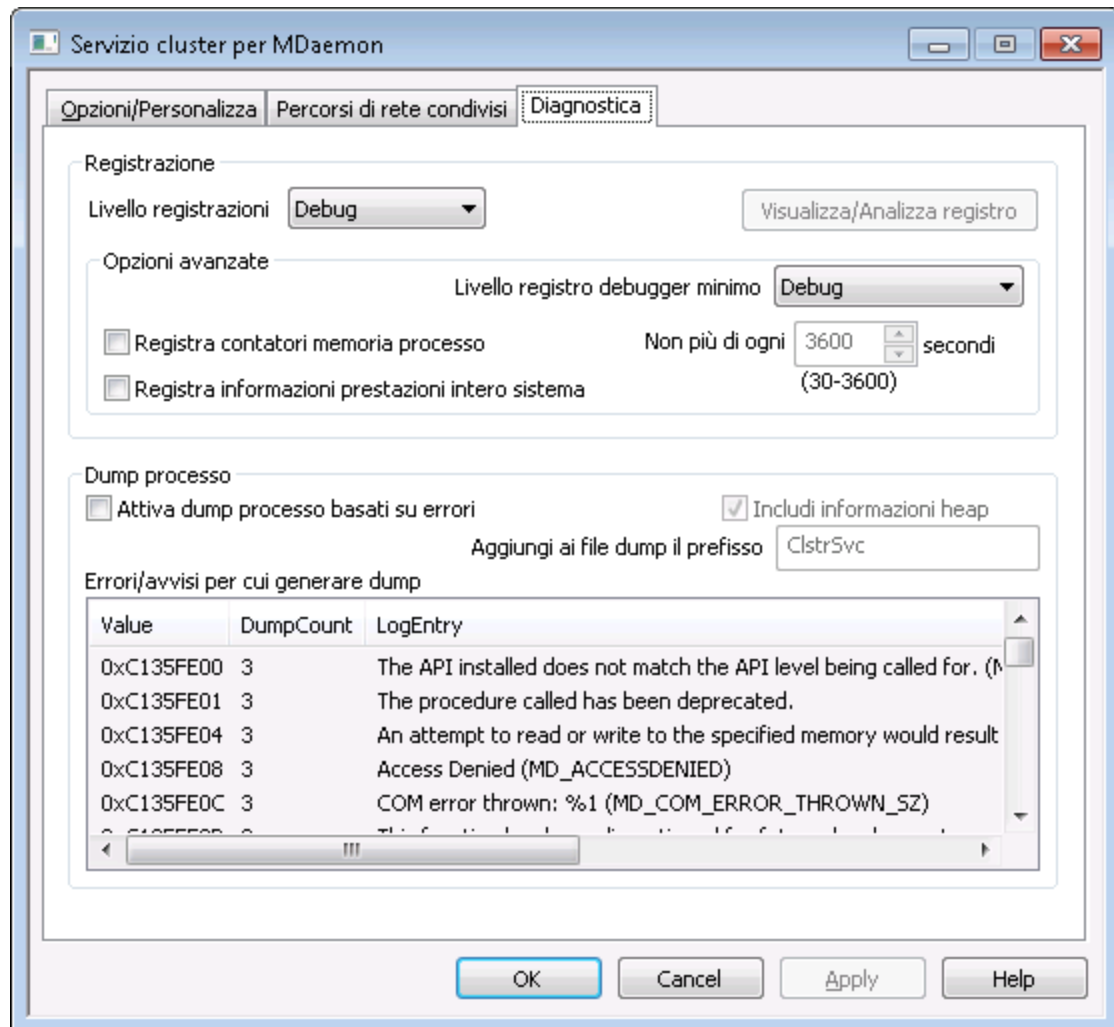 Servizio cluster per MDaemon
Opzioni/Personalizza Percorsi di rete condivisi Diagnostica
Registrazione
Livello registrazioni Debug Visualizza/Analizza registro
Opzioni avanzate
Livello registro debugger minimo Debug
Registra contatori memoria processo Non più di ogni 3600 secondi
(30-3600)
Registra informazioni prestazioni intero sistema
Dump processo
Attiva dump processo basati su errori Includi informazioni heap
Aggiungi ai file dump il prefisso ClstrSvc
Errori/avvisi per cui generare dump
Value DumpCount LogEntry
0xC135FE00 3 The API installed does not match the API level being called for. (M
0xC135FE01 3 The procedure called has been deprecated.
0xC135FE04 3 An attempt to read or write to the specified memory would result
0xC135FE08 3 Access Denied (MD_ACCESSDENIED)
0xC135FE0C 3 COM error thrown: %1 (MD_COM_ERROR_THROWN_SZ)
OK Cancel Apply Help